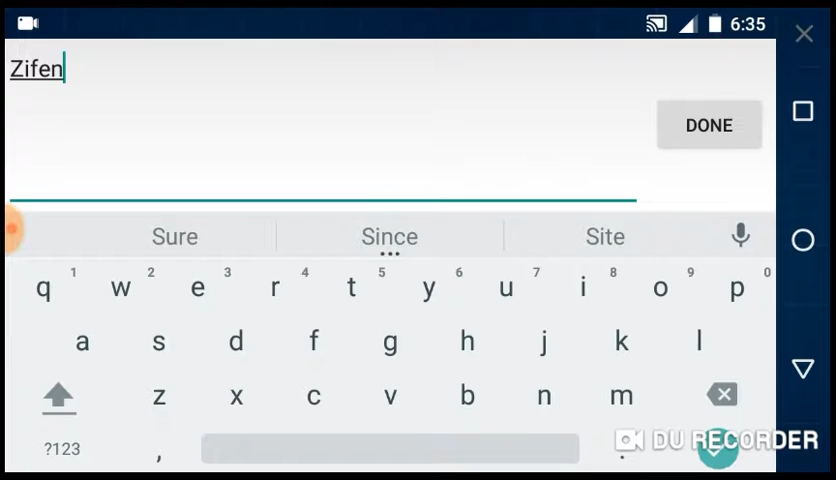 6:35
Zifen
DONE
Sure Since Site
q 1 w 2 e 3 r 4 t 5 y 6 u 7 i 8 o 9 p 0
a s d f g h j k l
z x c v b n m
?123 , .
DU RECORDER